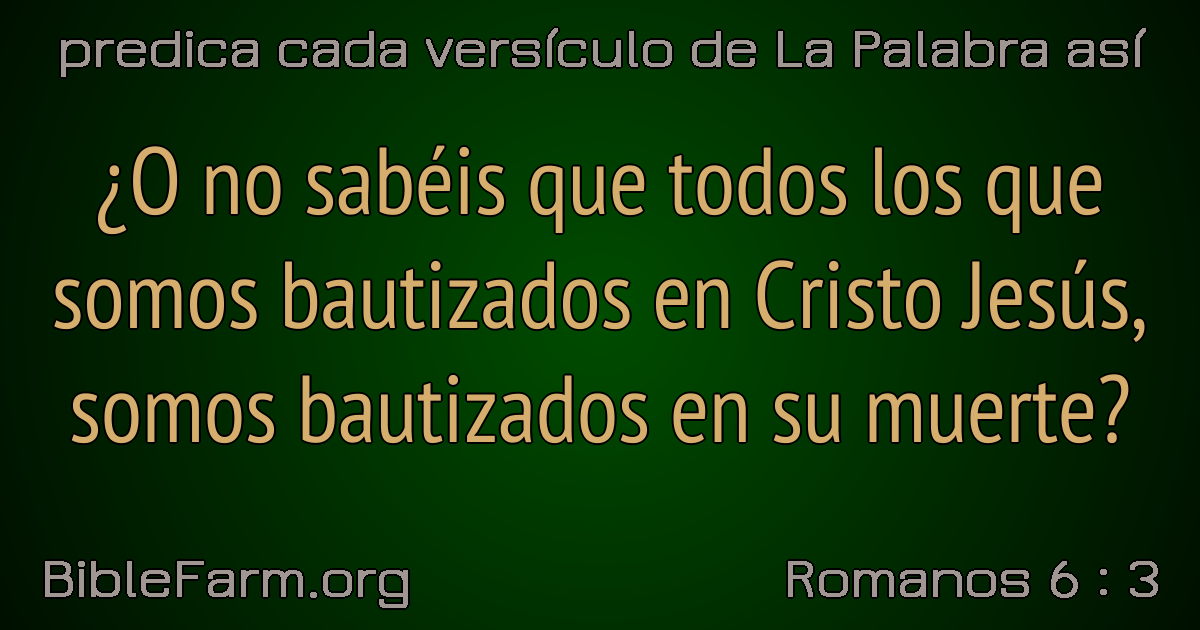 predica cada versículo de La Palabra así
¿O no sabéis que todos los que
somos bautizados en Cristo Jesús,
somos bautizados en su muerte?
BibleFarm.org
Romanos 6 : 3